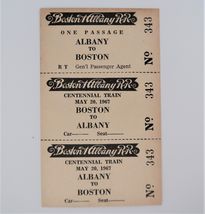 Boston & Albany R.R.
ONE PASSAGE
ALBANY
TO
BOSTON
R T Gen'l Passenger Agent
No 343
Boston & Albany R.R.
CENTENNIAL TRAIN
MAY 20, 1967
BOSTON
TO
ALBANY
Car Seat
No 343
Boston & Albany R.R.
CENTENNIAL TRAIN
MAY 20, 1967
ALBANY
TO
BOSTON
Car Seat
No 343